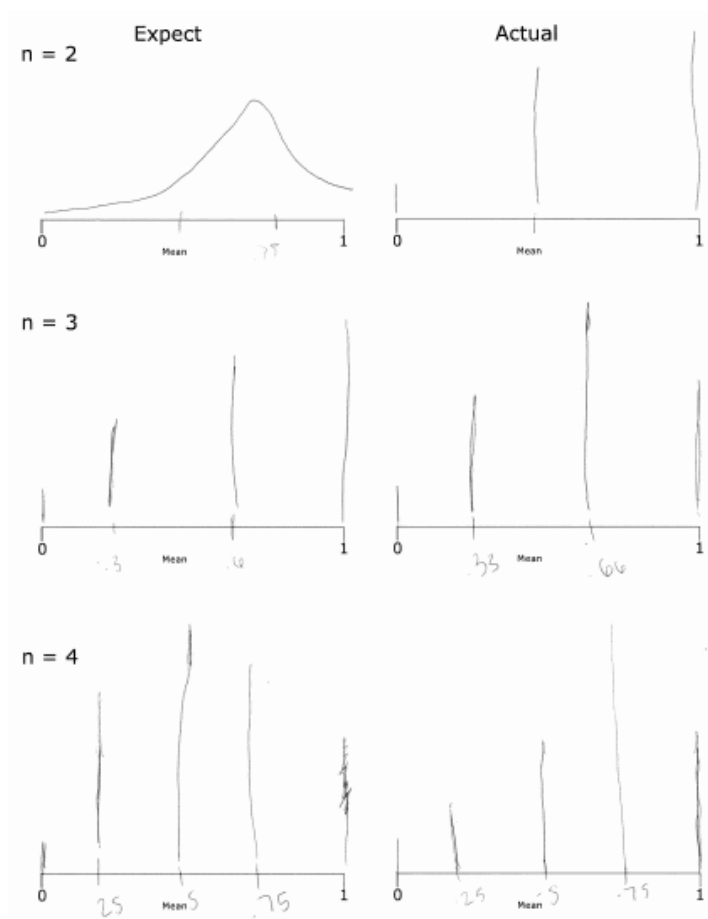 Expect Actual
n = 2
0 1 0 1
Mean Mean
.75
n = 3
0 1 0 1
.3 Mean .6 .33 Mean .66
n = 4
0 1 0 1
25 Mean .5 .75 .25 Mean .5 .75